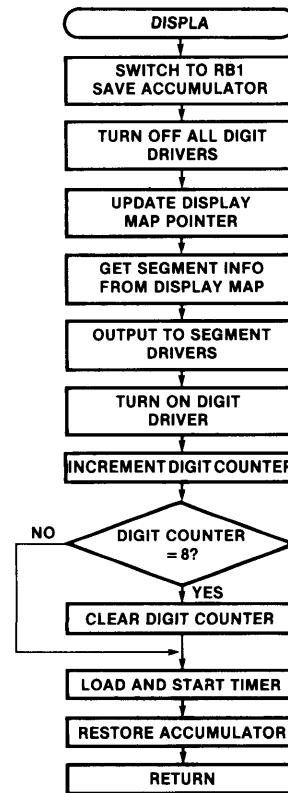 DISPLA
SWITCH TO RB1
SAVE ACCUMULATOR
TURN OFF ALL DIGIT
DRIVERS
UPDATE DISPLAY
MAP POINTER
GET SEGMENT INFO
FROM DISPLAY MAP
OUTPUT TO SEGMENT
DRIVERS
TURN ON DIGIT
DRIVER
INCREMENT DIGIT COUNTER
NO
DIGIT COUNTER
= 8?
YES
CLEAR DIGIT COUNTER
LOAD AND START TIMER
RESTORE ACCUMULATOR
RETURN